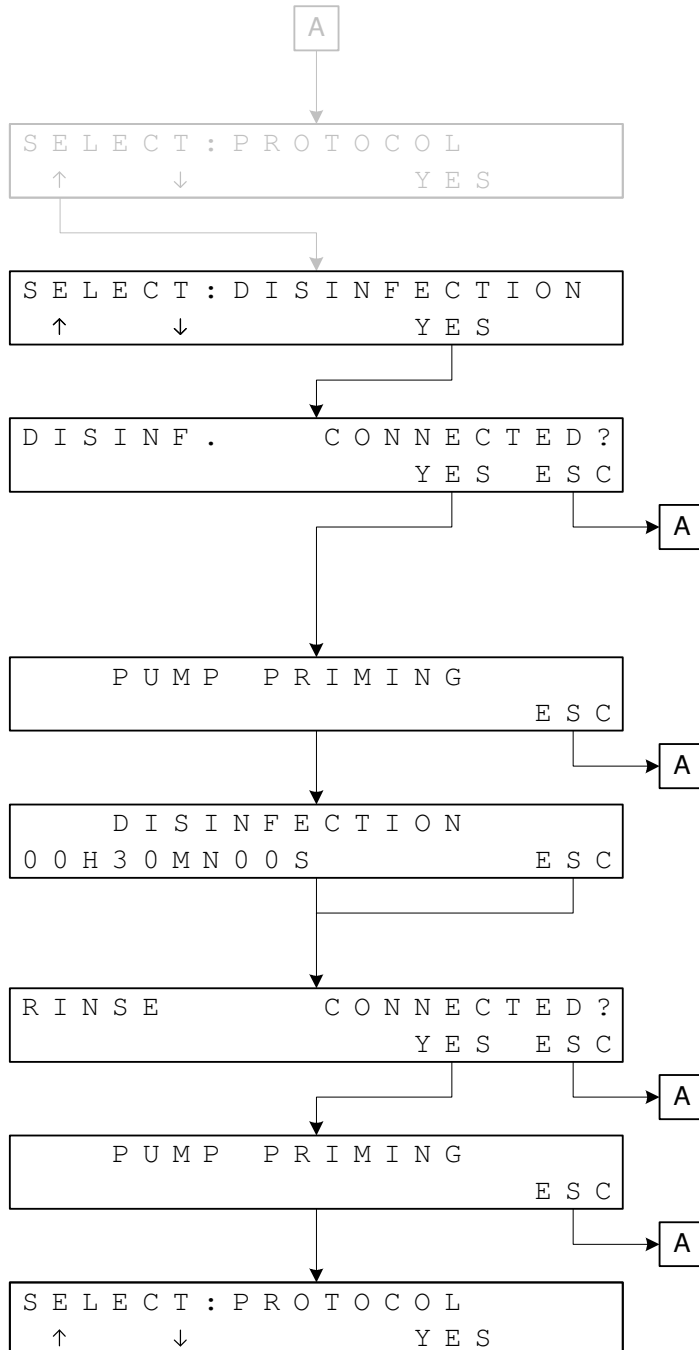 A
SELECT:PROTOCOL
↑ ↓ YES
SELECT:DISINFECTION
↑ ↓ YES
DISINF. CONNECTED?
YES ESC
A
PUMP PRIMING
ESC
A
DISINFECTION
00H30MN00S ESC
RINSE CONNECTED?
YES ESC
A
PUMP PRIMING
ESC
A
SELECT:PROTOCOL
↑ ↓ YES